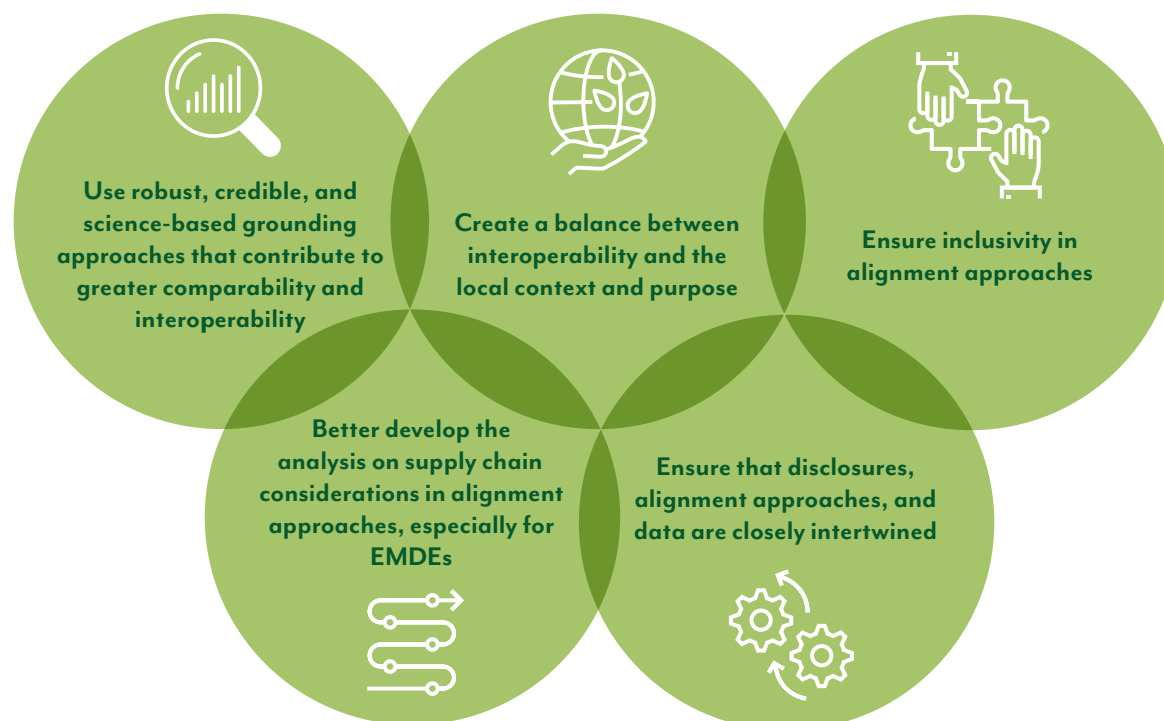 Use robust, credible, and
science-based grounding
approaches that contribute to
greater comparability and
interoperability
Create a balance between
interoperability and the
local context and purpose
Ensure inclusivity in
alignment approaches
Better develop the
analysis on supply chain
considerations in alignment
approaches, especially for
EMDEs
Ensure that disclosures,
alignment approaches, and
data are closely intertwined